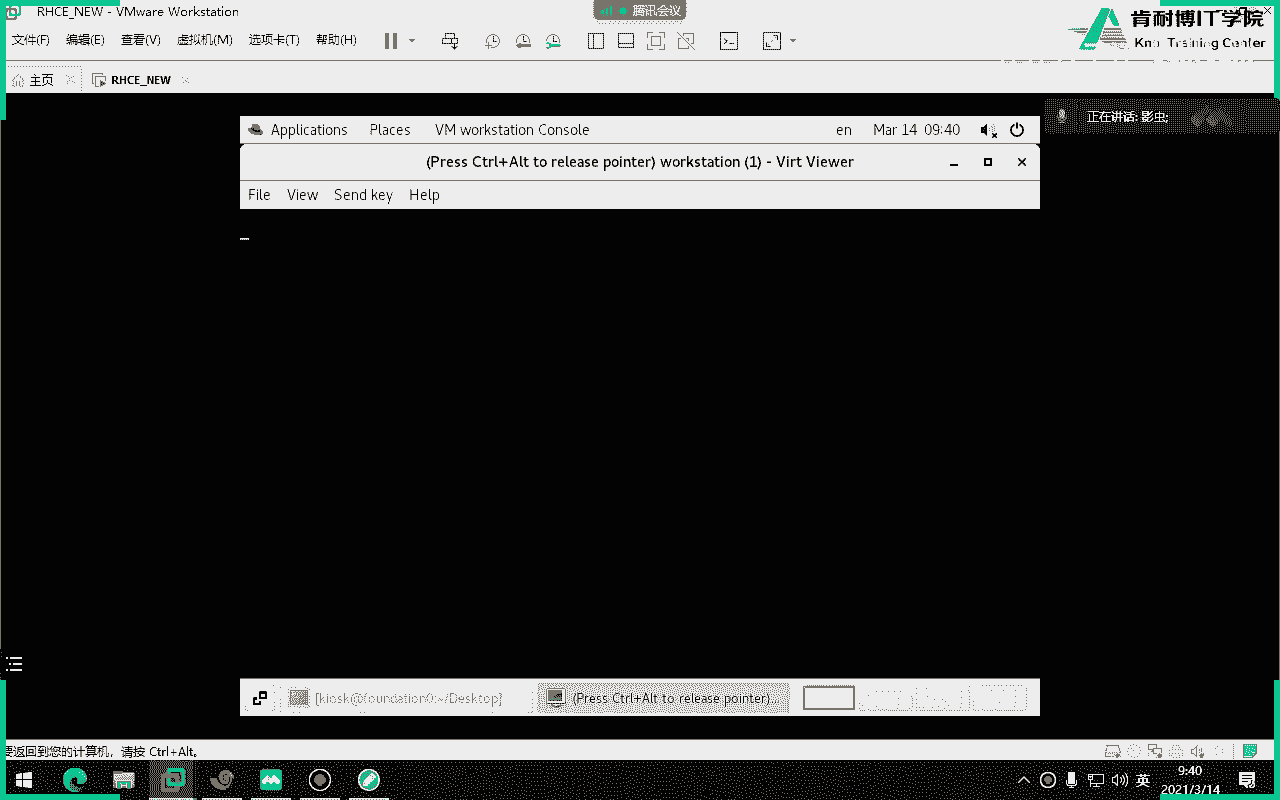 RHCE_NEW - VMware Workstation
腾讯会议
肯耐博IT学院
Training Center
文件(F) 编辑(E) 查看(V) 虚拟机(M) 选项卡(T) 帮助(H)
主页 RHCE_NEW
正在讲话: 影虫;
Applications Places VM workstation Console en Mar 14 09:40
(Press Ctrl+Alt to release pointer) workstation (1) - Virt Viewer
File View Send key Help
[kiosk@foundation0:~/Desktop] (Press Ctrl+Alt to release pointer)...
要返回到您的计算机，请按 Ctrl+Alt。
英 9:40
2021/3/14